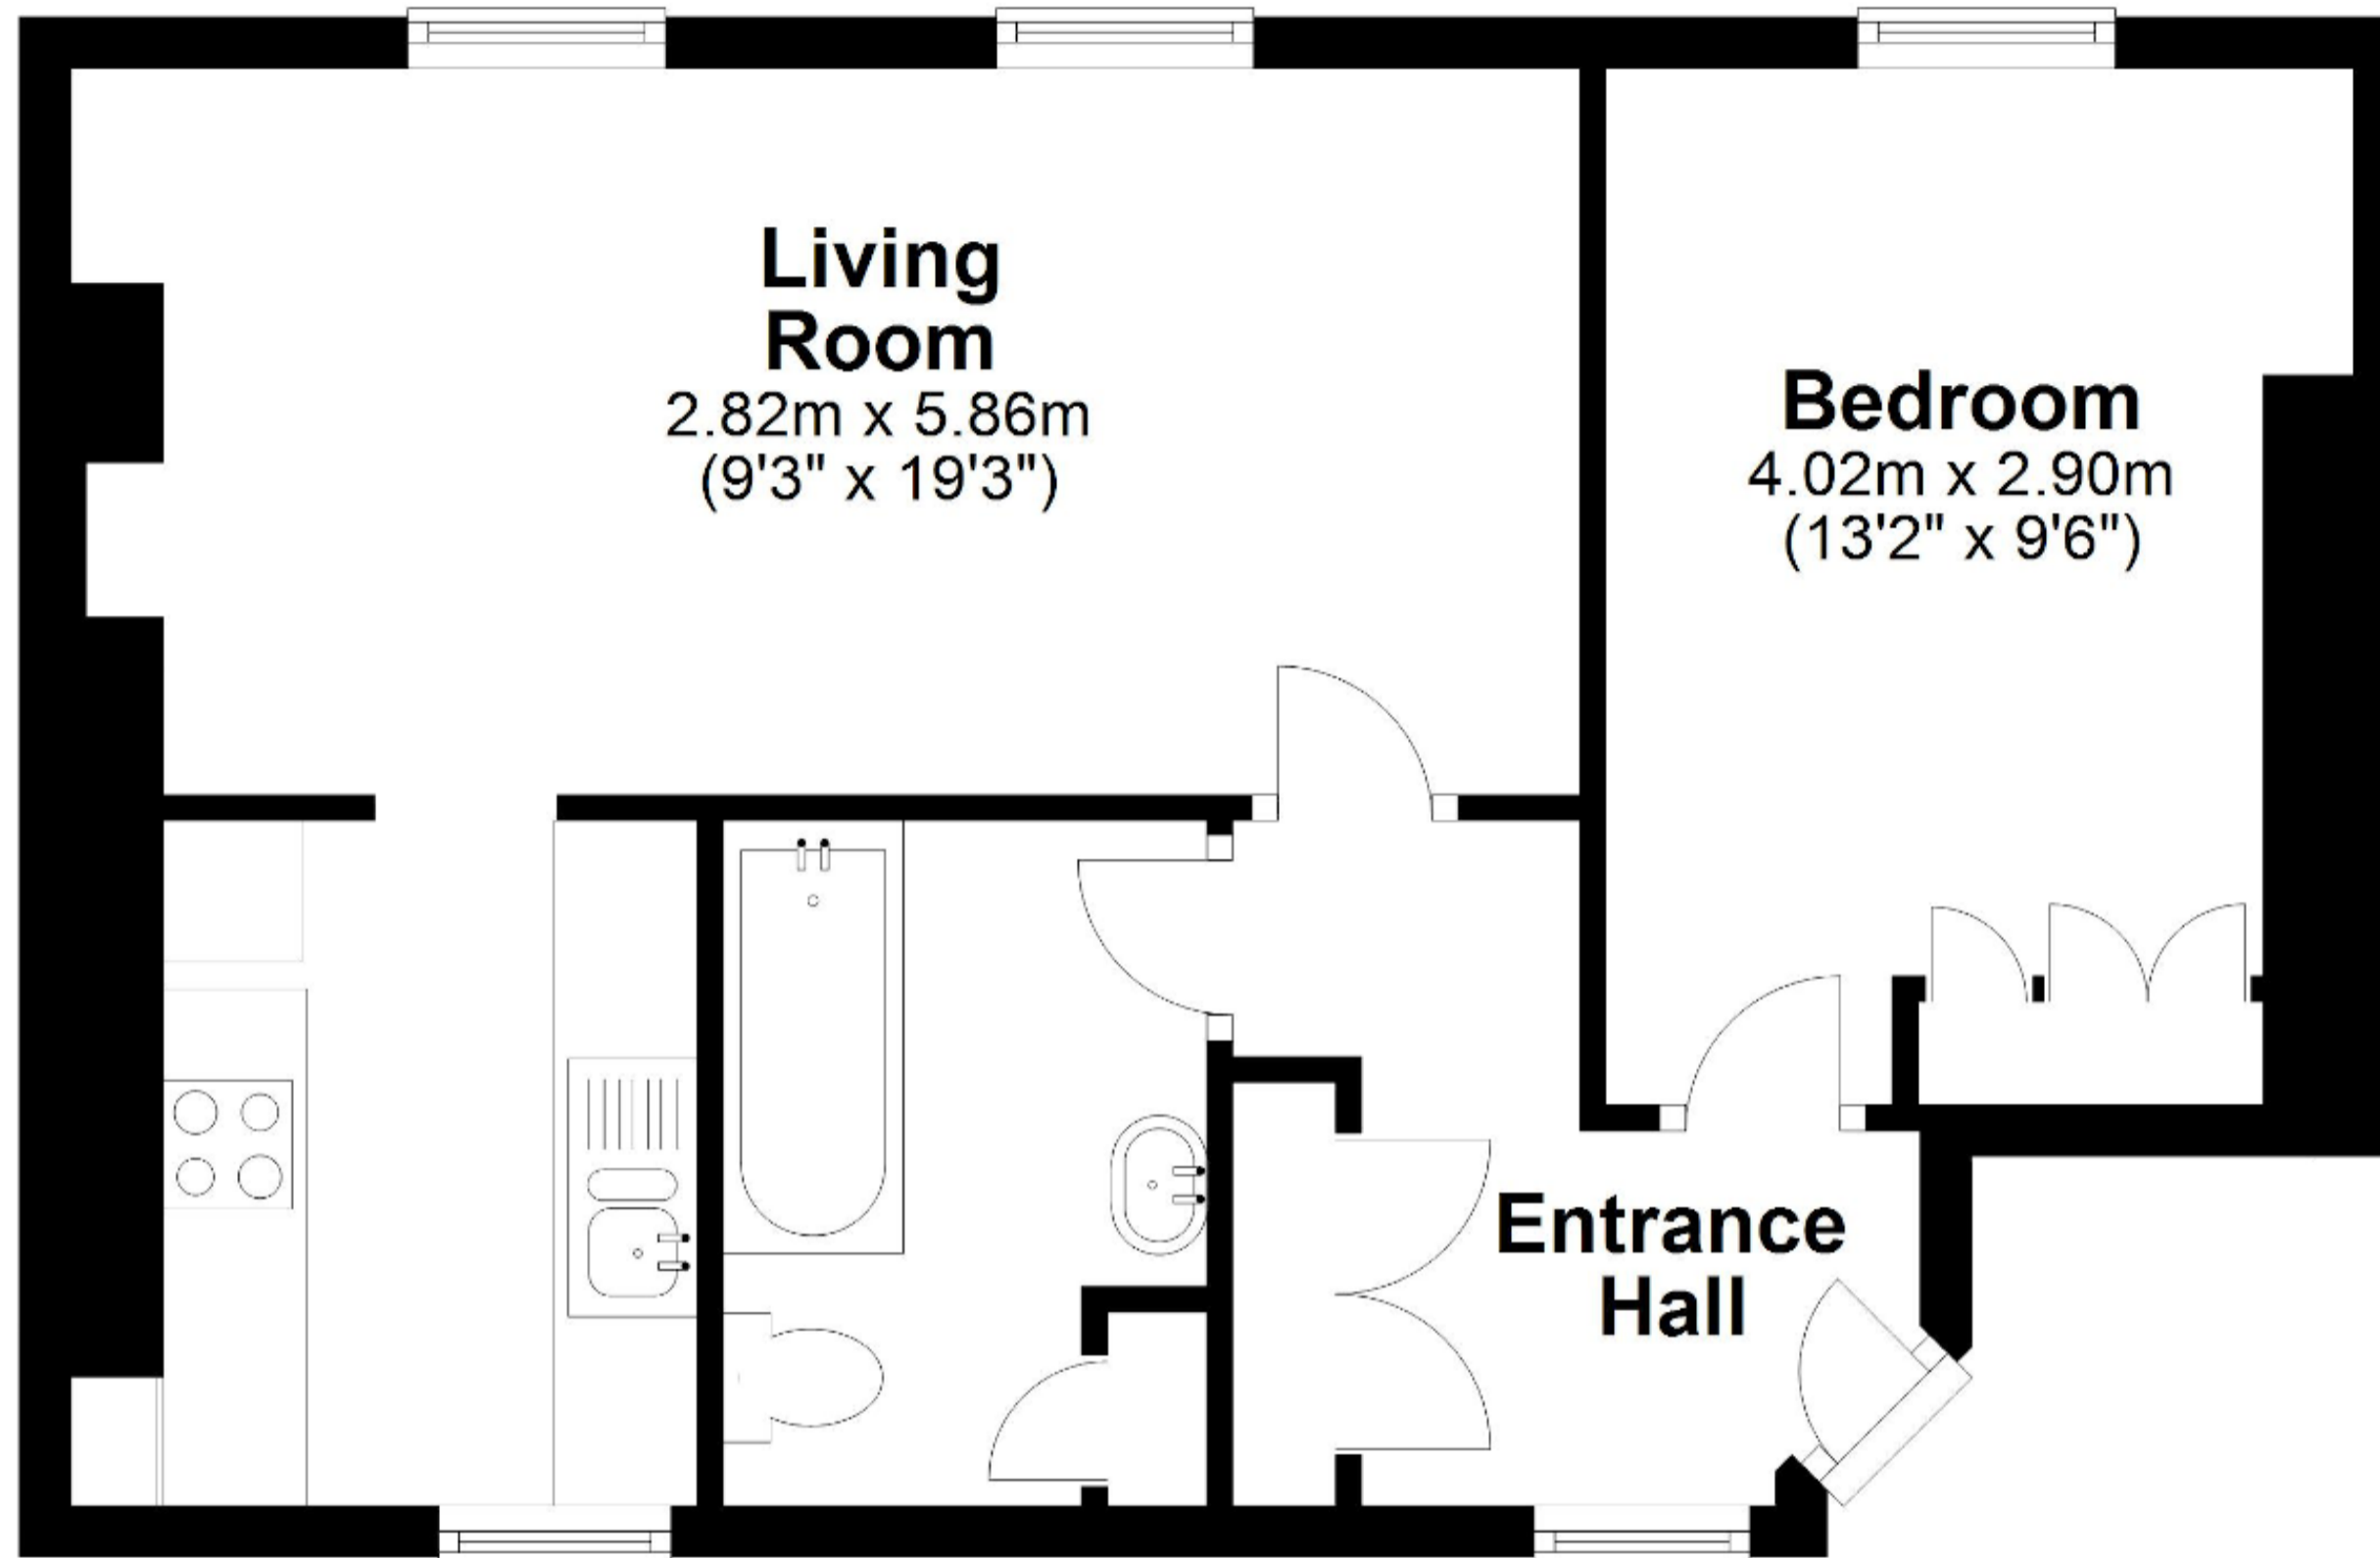 Living
Room
2.82m x 5.86m
(9'3" x 19'3")
Bedroom
4.02m x 2.90m
(13'2" x 9'6")
Entrance
Hall